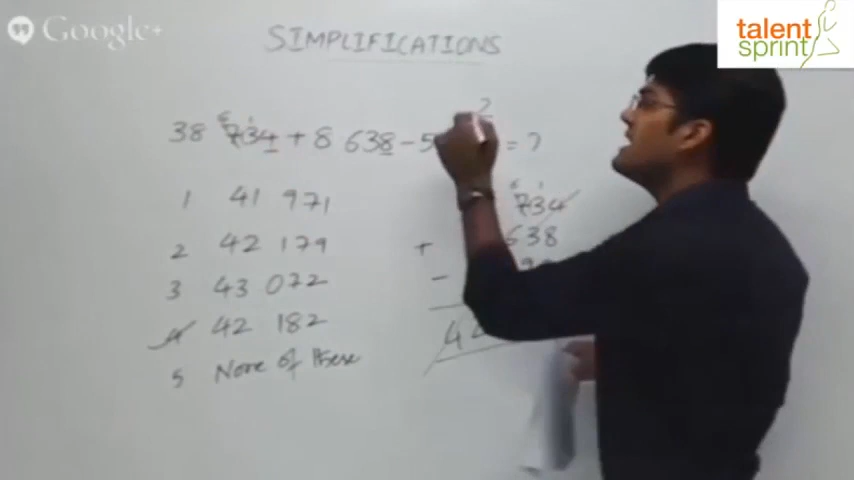 Google+
talent
sprint
SIMPLIFICATIONS
38 734 + 8 638 - 5 = ?
1 41 971
2 42 179
3 43 022
4 42 182
5 None of these
734
+ 638
-